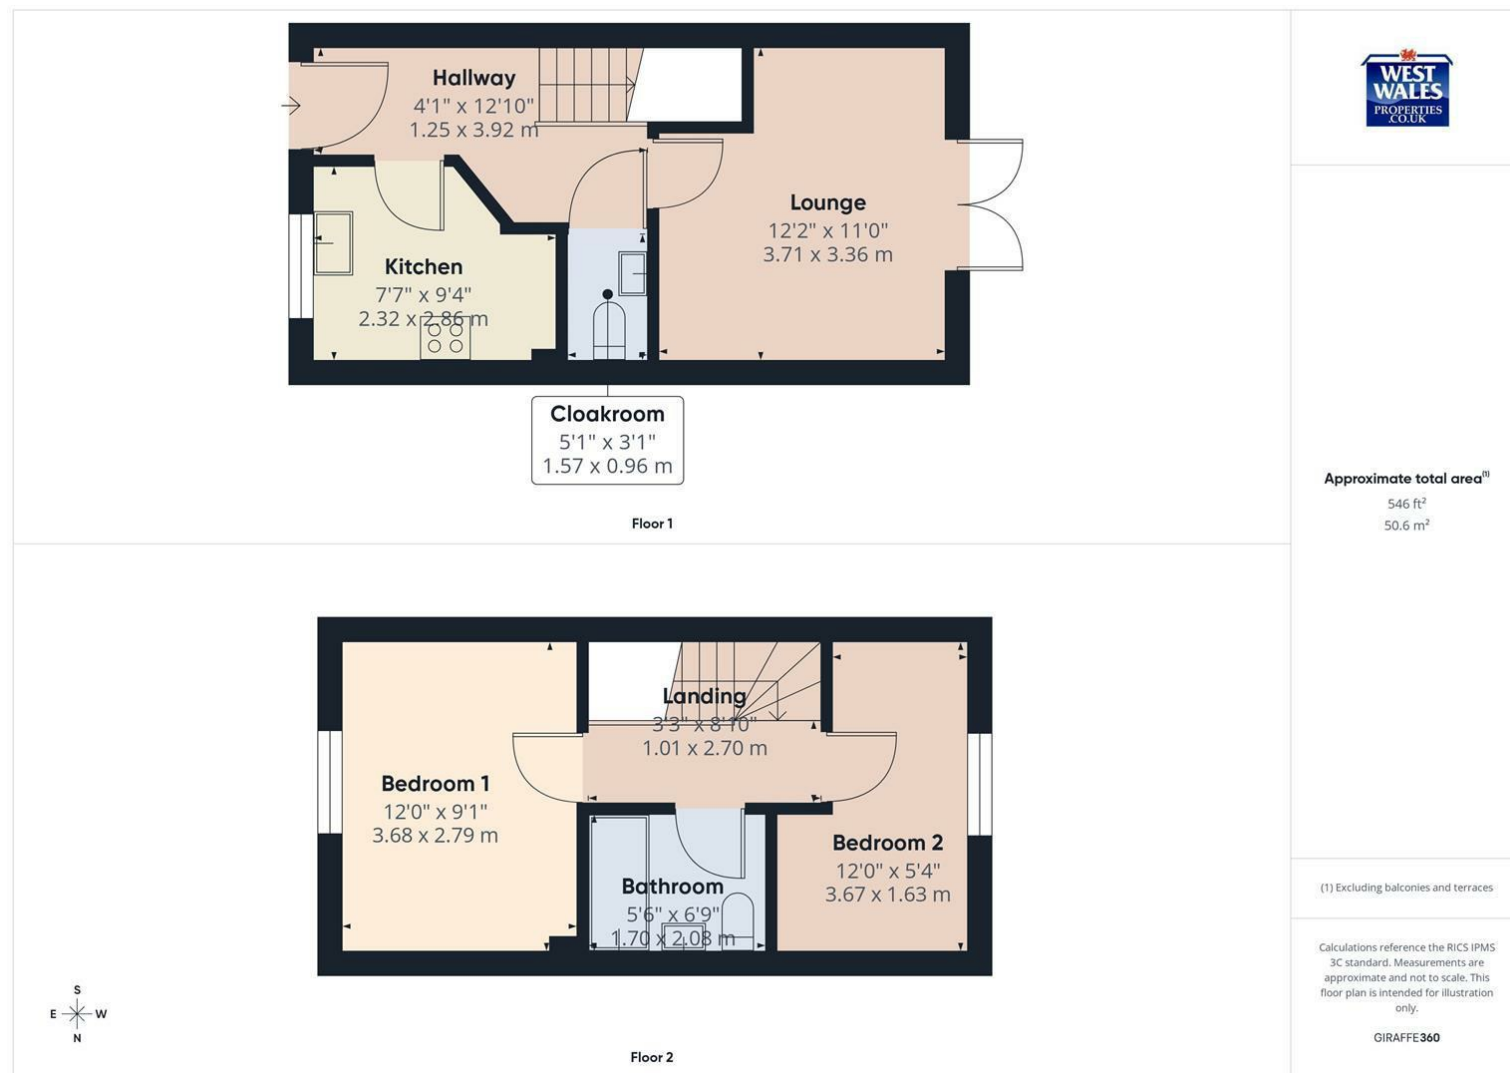 Hallway
4'1" x 12'10"
1.25 x 3.92 m
Kitchen
7'7" x 9'4"
2.32 x 2.86 m
Lounge
12'2" x 11'0"
3.71 x 3.36 m
Cloakroom
5'1" x 3'1"
1.57 x 0.96 m
Floor 1
Landing
3'3" x 8'10"
1.01 x 2.70 m
Bedroom 1
12'0" x 9'1"
3.68 x 2.79 m
Bathroom
5'6" x 6'9"
1.70 x 2.08 m
Bedroom 2
12'0" x 5'4"
3.67 x 1.63 m
S
E W
N
Floor 2
WEST
WALES
PROPERTIES
.CO.UK
Approximate total area(1)
546 ft²
50.6 m²
(1) Excluding balconies and terraces
Calculations reference the RICS IPMS
3C standard. Measurements are
approximate and not to scale. This
floor plan is intended for illustration
only.
GIRAFFE360